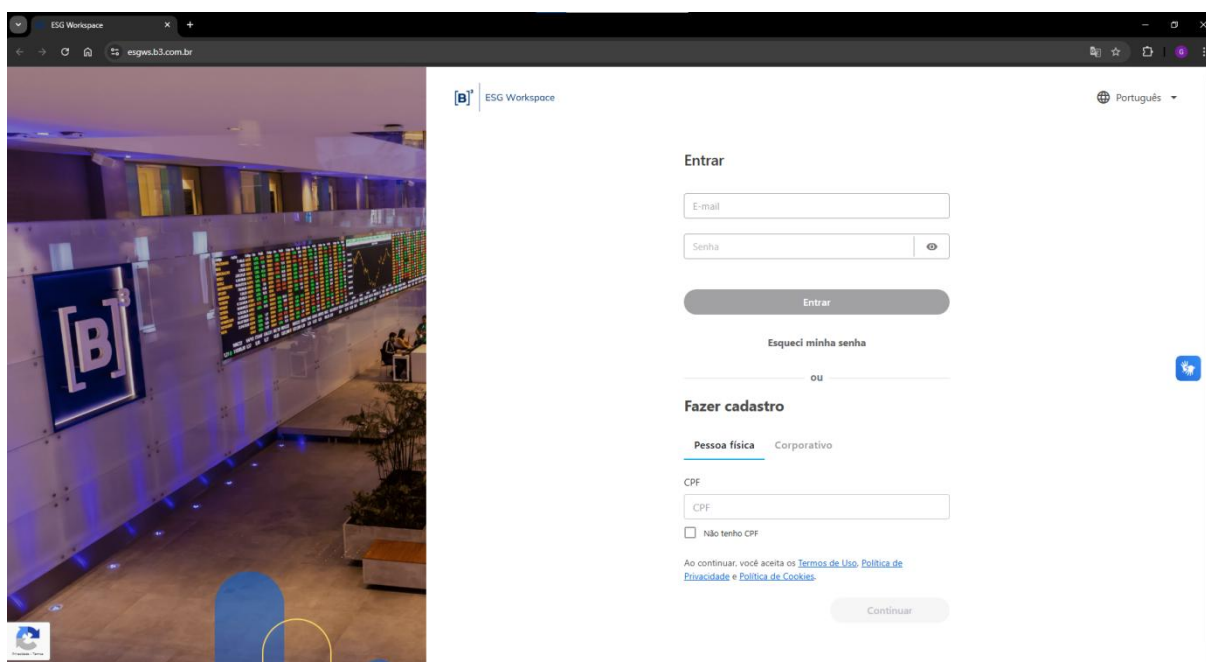 ESG Workspace
esgws.b3.com.br
G
[B]³ ESG Workspace
Português
Entrar
E-mail
Senha
Entrar
Esqueci minha senha
ou
Fazer cadastro
Pessoa física Corporativo
CPF
CPF
Não tenho CPF
Ao continuar, você aceita os Termos de Uso, Política de
Privacidade e Política de Cookies.
Continuar
[B]³